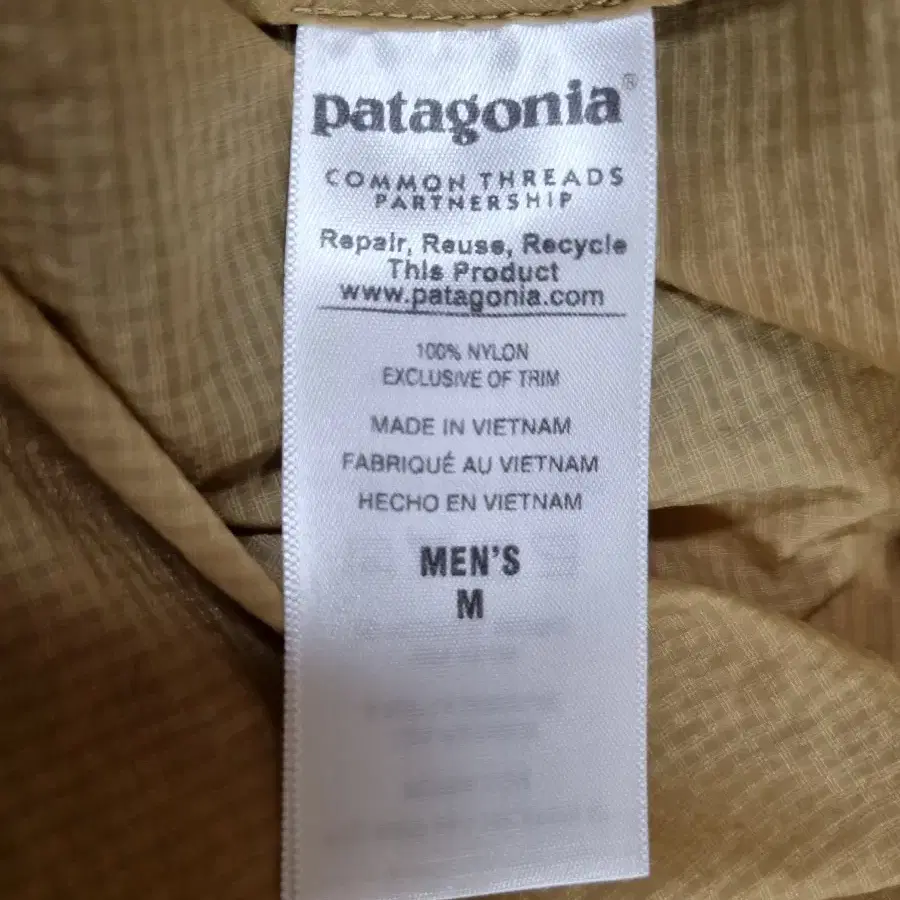 patagonia®
COMMON THREADS
PARTNERSHIP
Repair, Reuse, Recycle
This Product
www.patagonia.com
100% NYLON
EXCLUSIVE OF TRIM
MADE IN VIETNAM
FABRIQUÉ AU VIETNAM
HECHO EN VIETNAM
MEN'S
M